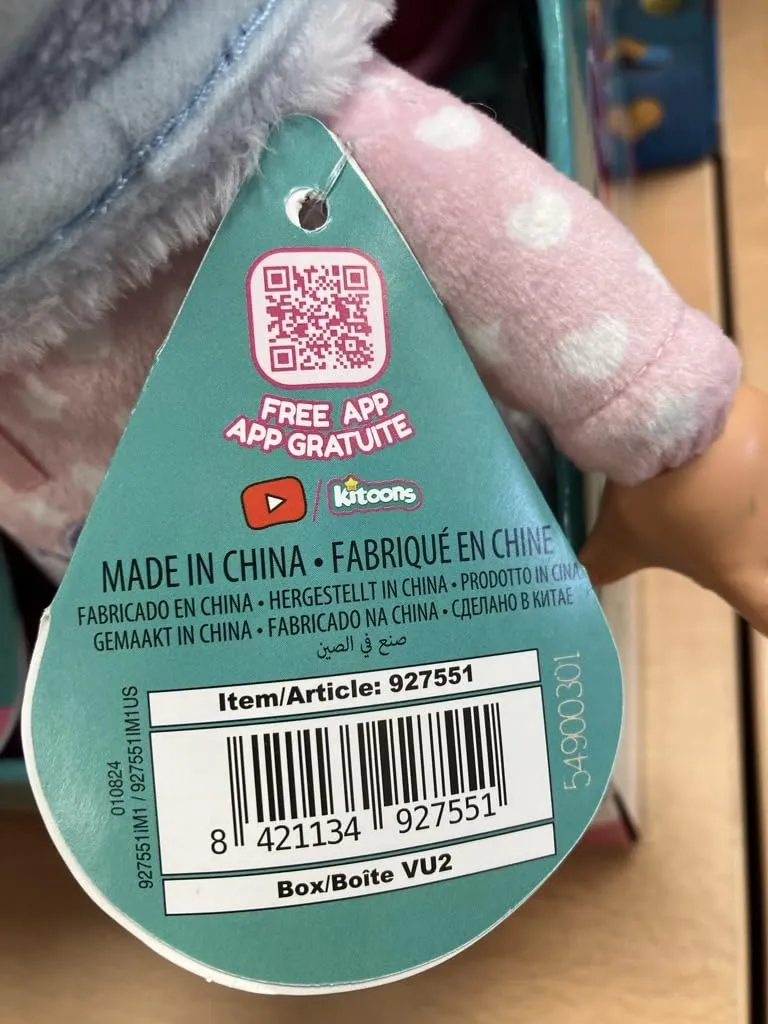 FREE APP
APP GRATUITE
kitoons
MADE IN CHINA • FABRIQUÉ EN CHINE
FABRICADO EN CHINA • HERGESTELLT IN CHINA • PRODOTTO IN CINA
GEMAAKT IN CHINA • FABRICADO NA CHINA • СДЕЛАНО В КИТАЕ
صنع في الصين
Item/Article: 927551
8 421134 927551
Box/Boîte VU2
010824
927551IM1 / 927551IM1US
54900301